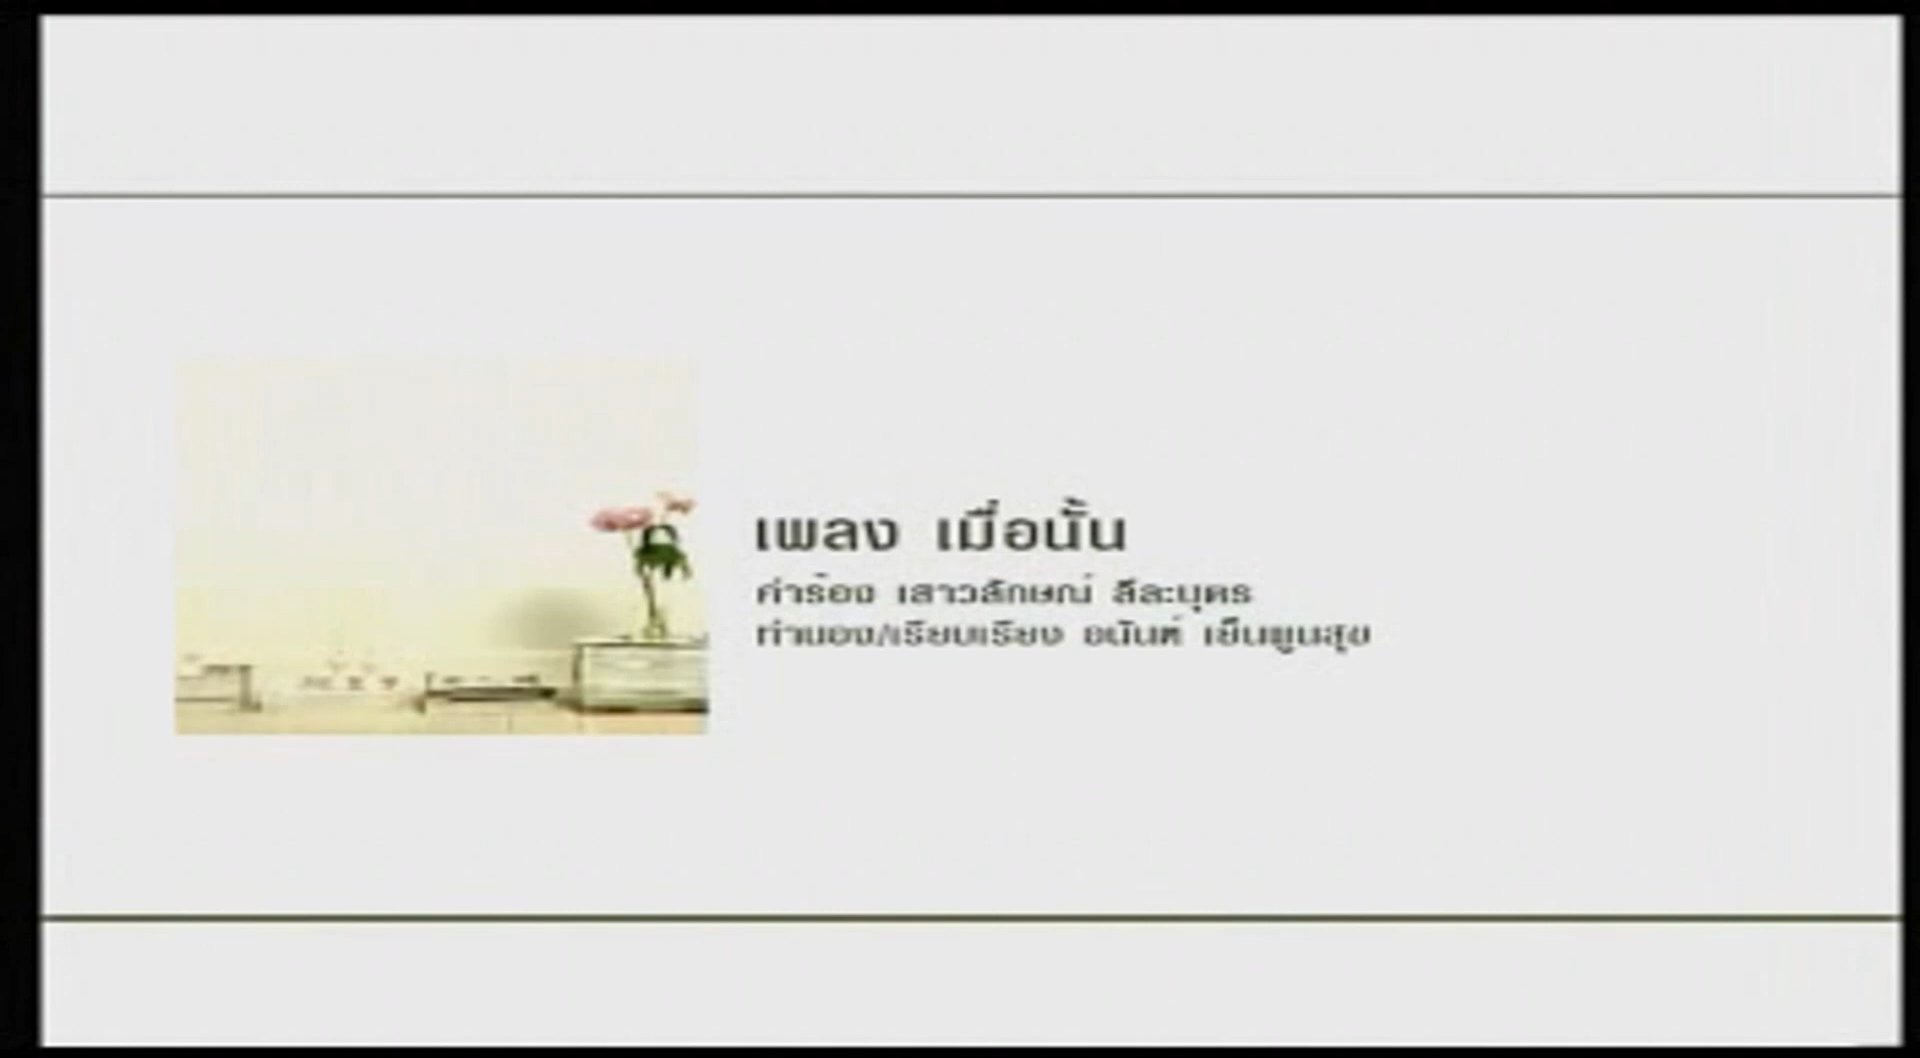 เพลง เมื่อนั้น
คำร้อง เสาวลักษณ์ ลีละบุตร
ทำนอง/เรียบเรียง อนันฑ์ เย็นพูนสุข